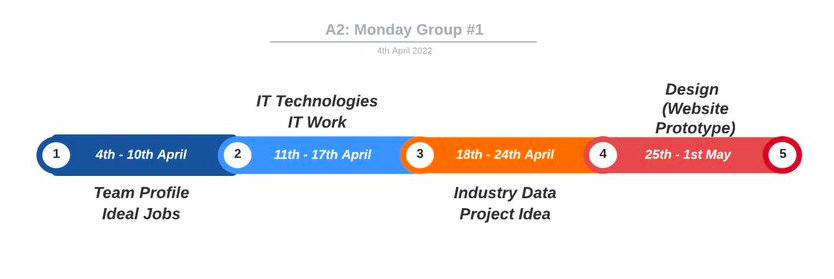 A2: Monday Group #1
4th April 2022
IT Technologies
IT Work
Design
(Website
Prototype)
1
4th - 10th April
2
11th - 17th April
3
18th - 24th April
4
25th - 1st May
5
Team Profile
Ideal Jobs
Industry Data
Project Idea